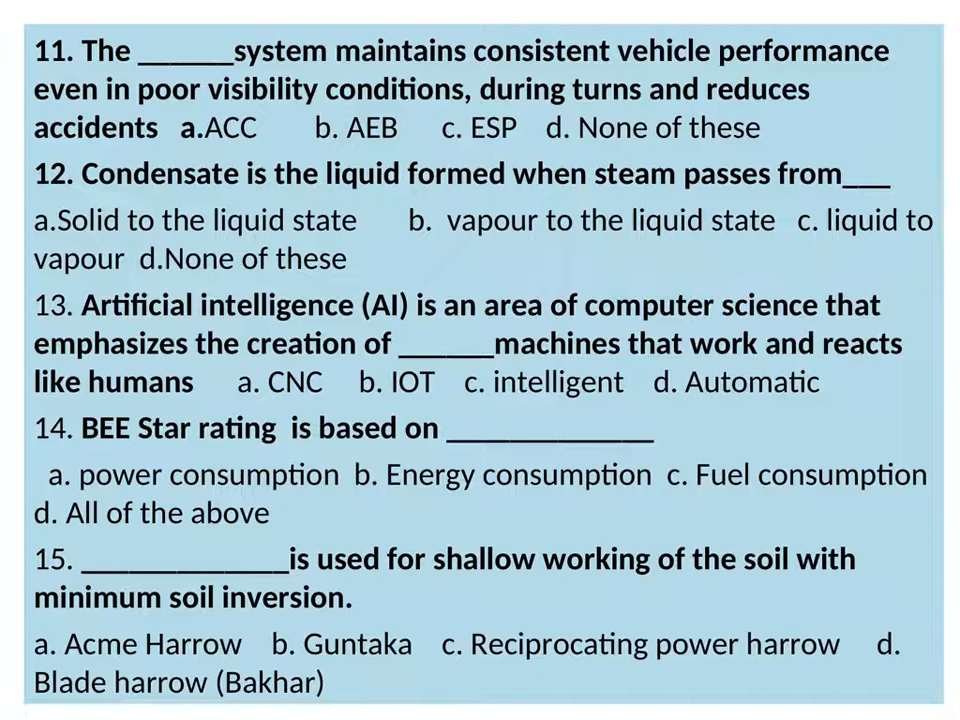 11. The ______system maintains consistent vehicle performance
even in poor visibility conditions, during turns and reduces
accidents a.ACC b. AEB c. ESP d. None of these
12. Condensate is the liquid formed when steam passes from___
a.Solid to the liquid state b. vapour to the liquid state c. liquid to
vapour d.None of these
13. Artificial intelligence (AI) is an area of computer science that
emphasizes the creation of ______machines that work and reacts
like humans a. CNC b. IOT c. intelligent d. Automatic
14. BEE Star rating is based on _____________
a. power consumption b. Energy consumption c. Fuel consumption
d. All of the above
15. _____________is used for shallow working of the soil with
minimum soil inversion.
a. Acme Harrow b. Guntaka c. Reciprocating power harrow d.
Blade harrow (Bakhar)